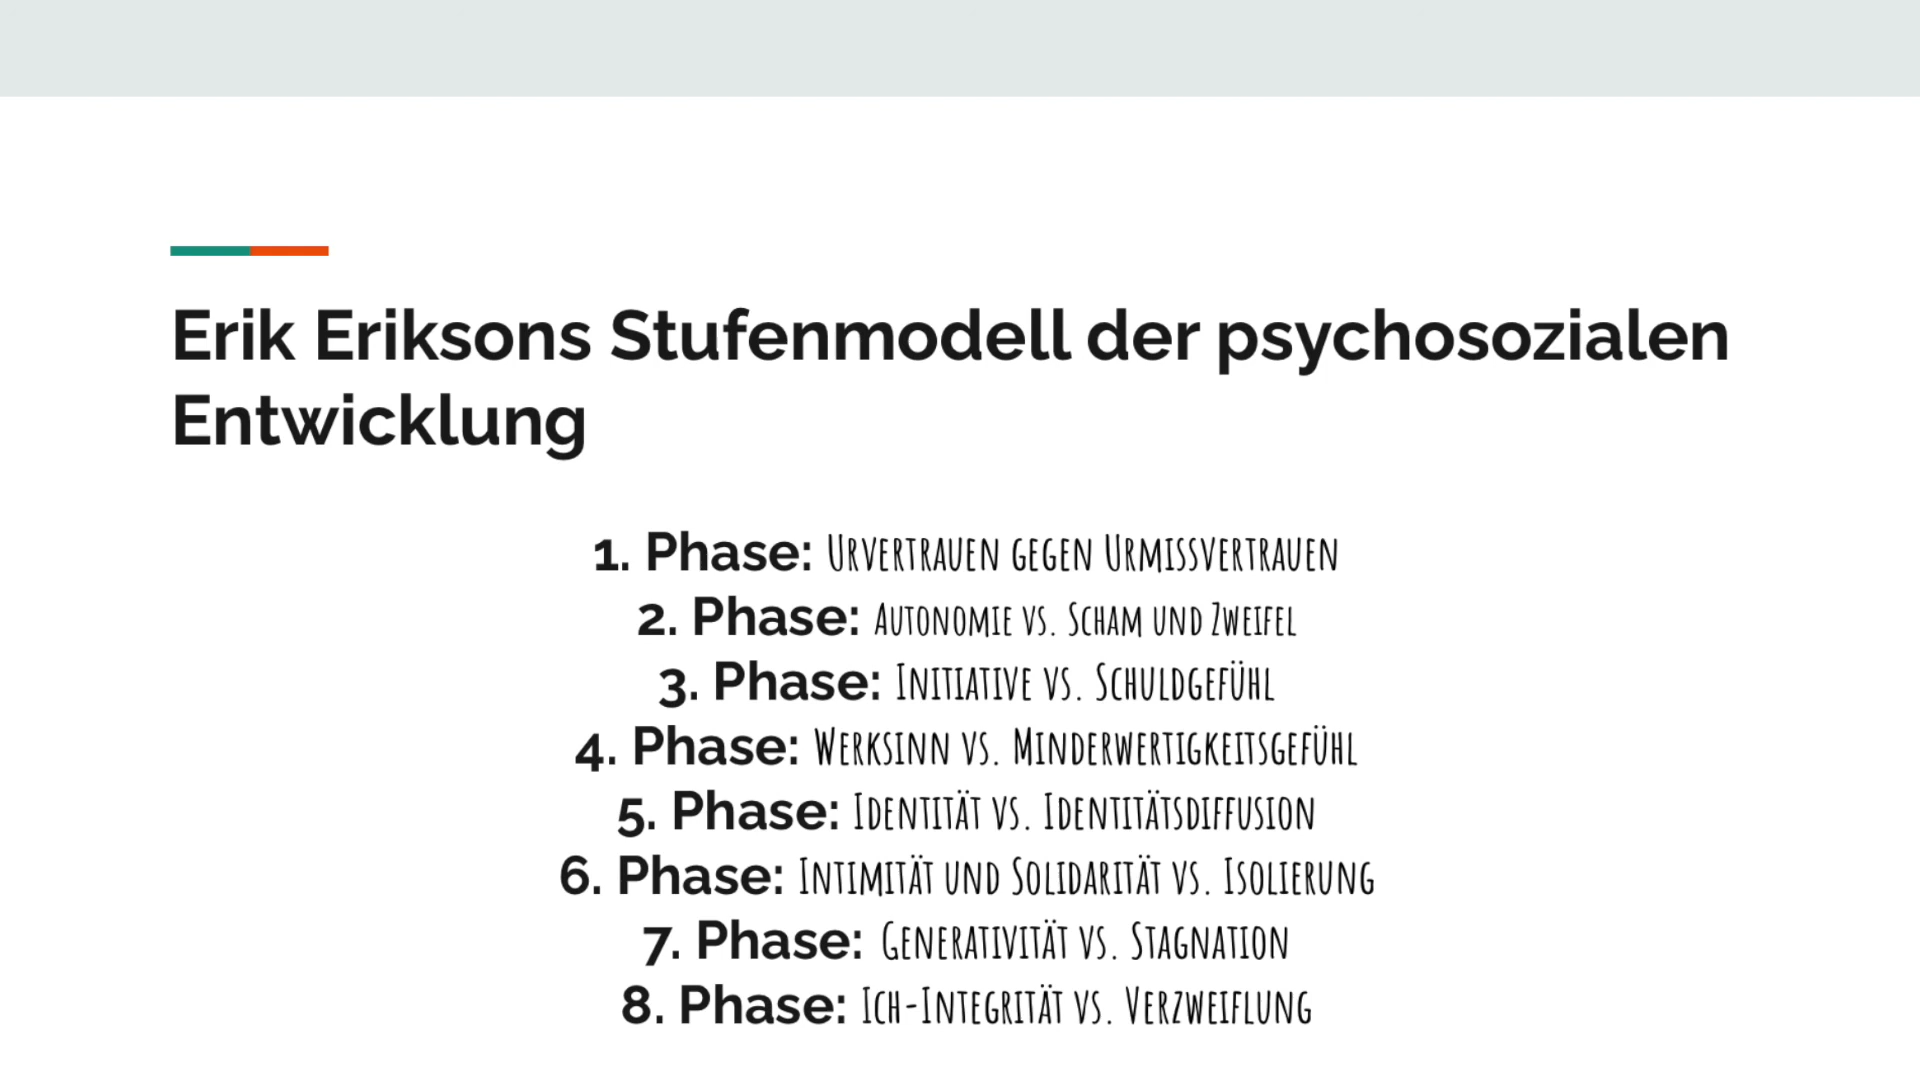 Erik Eriksons Stufenmodell der psychosozialen
Entwicklung
1. Phase: Urvertrauen gegen Urmissvertrauen
2. Phase: Autonomie vs. Scham und Zweifel
3. Phase: Initiative vs. Schuldgefühl
4. Phase: Werksinn vs. Minderwertigkeitsgefühl
5. Phase: Identität vs. Identitätsdiffusion
6. Phase: Intimität und Solidarität vs. Isolierung
7. Phase: Generativität vs. Stagnation
8. Phase: Ich-Integrität vs. Verzweiflung